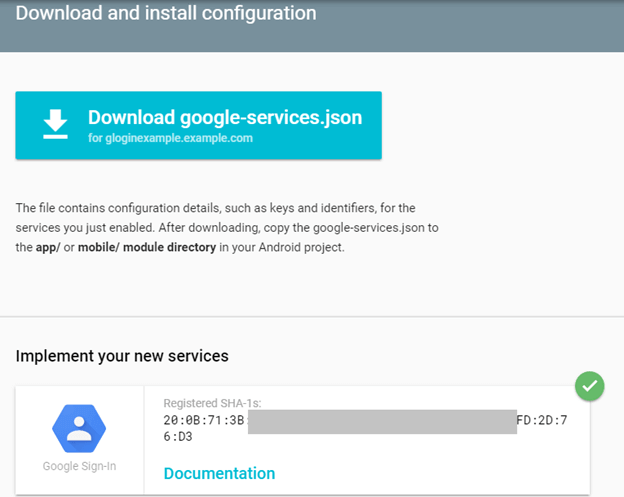 Download and install configuration
Download google-services.json
for gloginexample.example.com
The file contains configuration details, such as keys and identifiers, for the
services you just enabled. After downloading, copy the google-services.json to
the app/ or mobile/ module directory in your Android project.
Implement your new services
Registered SHA-1s:
20:0B:71:3B: FD:2D:7
6:D3
Google Sign-In
Documentation